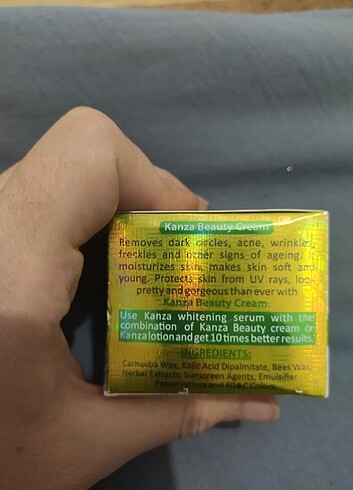 Kanza Beauty Cream
Removes dark circles, acne, wrinkles,
freckles and other signs of ageing. It
moisturizes skin, makes skin soft and
young. Protects skin from UV rays, look
pretty and gorgeous than ever with
Kanza Beauty Cream.
Use Kanza whitening serum with the
combination of Kanza Beauty cream or
Kanza lotion and get 10 times better results.
INGREDIENTS:
Carnauba Wax, Kojic Acid Dipalmitate, Bees Wax,
Herbal Extracts, Sunscreen Agents, Emulsifier
Preservatives and FD&C Colors.